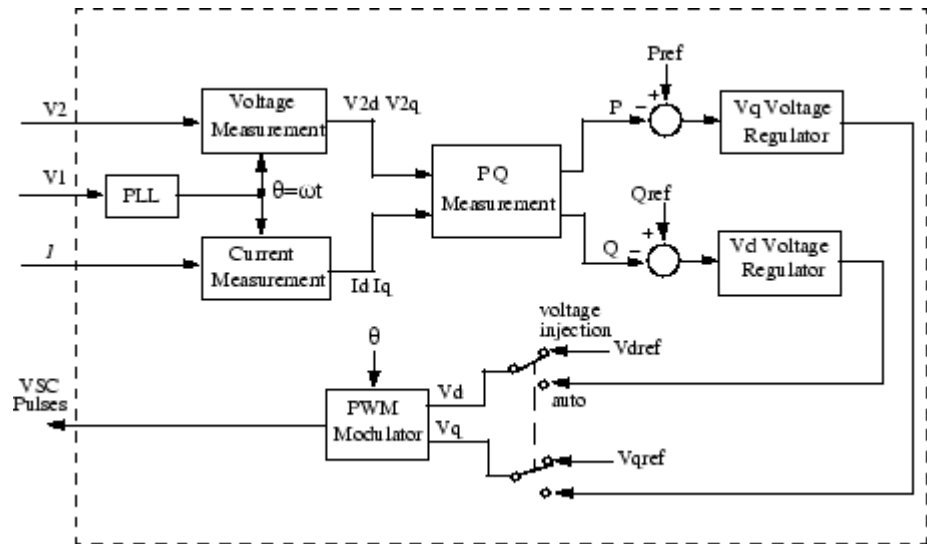 Pref
V2
Voltage
Measurement
V2d V2q
P
−
+
Vq Voltage
Regulator
V1
PLL
θ=ωt
PQ
Measurement
Qref
+
I
Current
Measurement
Id Iq
Q
−
Vd Voltage
Regulator
voltage
injection
θ
Vdref
VSC
Pulses
PWM
Modulator
Vd
Vq
auto
Vqref